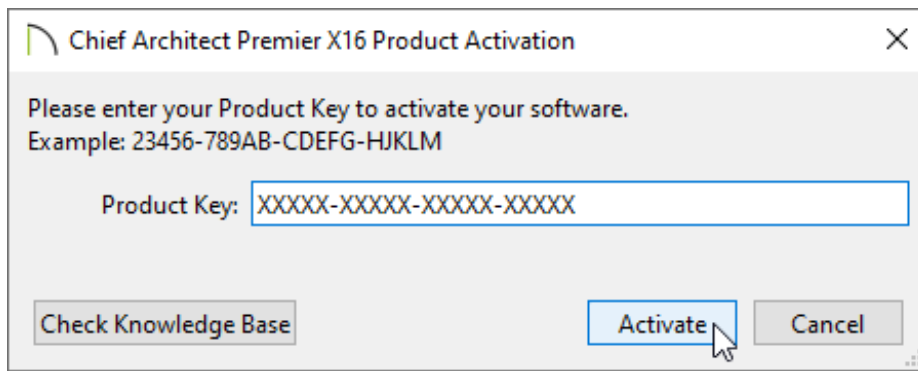 Chief Architect Premier X16 Product Activation
Please enter your Product Key to activate your software.
Example: 23456-789AB-CDEFG-HJKLM
Product Key: XXXXX-XXXXX-XXXXX-XXXXX
Check Knowledge Base Activate Cancel